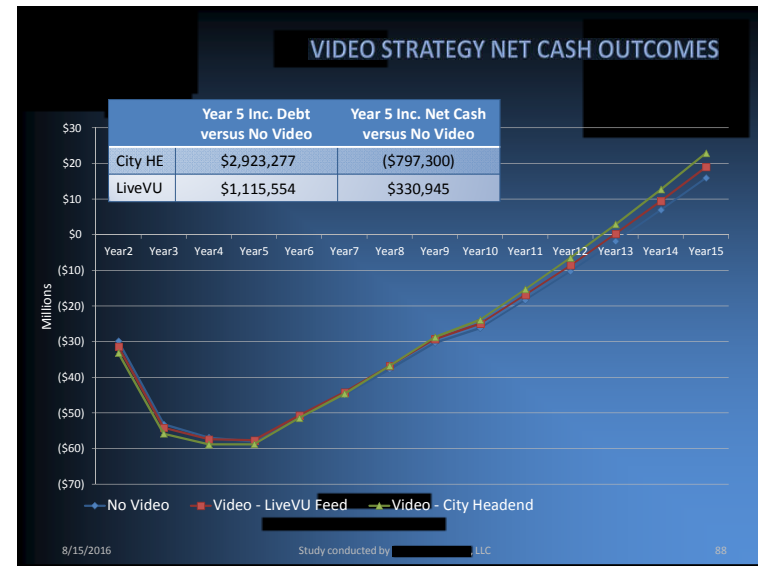 VIDEO STRATEGY NET CASH OUTCOMES
Year 5 Inc. Debt versus No Video
Year 5 Inc. Net Cash versus No Video
City HE $2,923,277 ($797,300)
LiveVU $1,115,554 $330,945
$30
$20
$10
$0
Year2 Year3 Year4 Year5 Year6 Year7 Year8 Year9 Year10 Year11 Year12 Year13 Year14 Year15
($10)
($20)
($30)
($40)
($50)
($60)
($70)
Millions
No Video Video - LiveVU Feed Video - City Headend
8/15/2016 Study conducted by , LLC 88